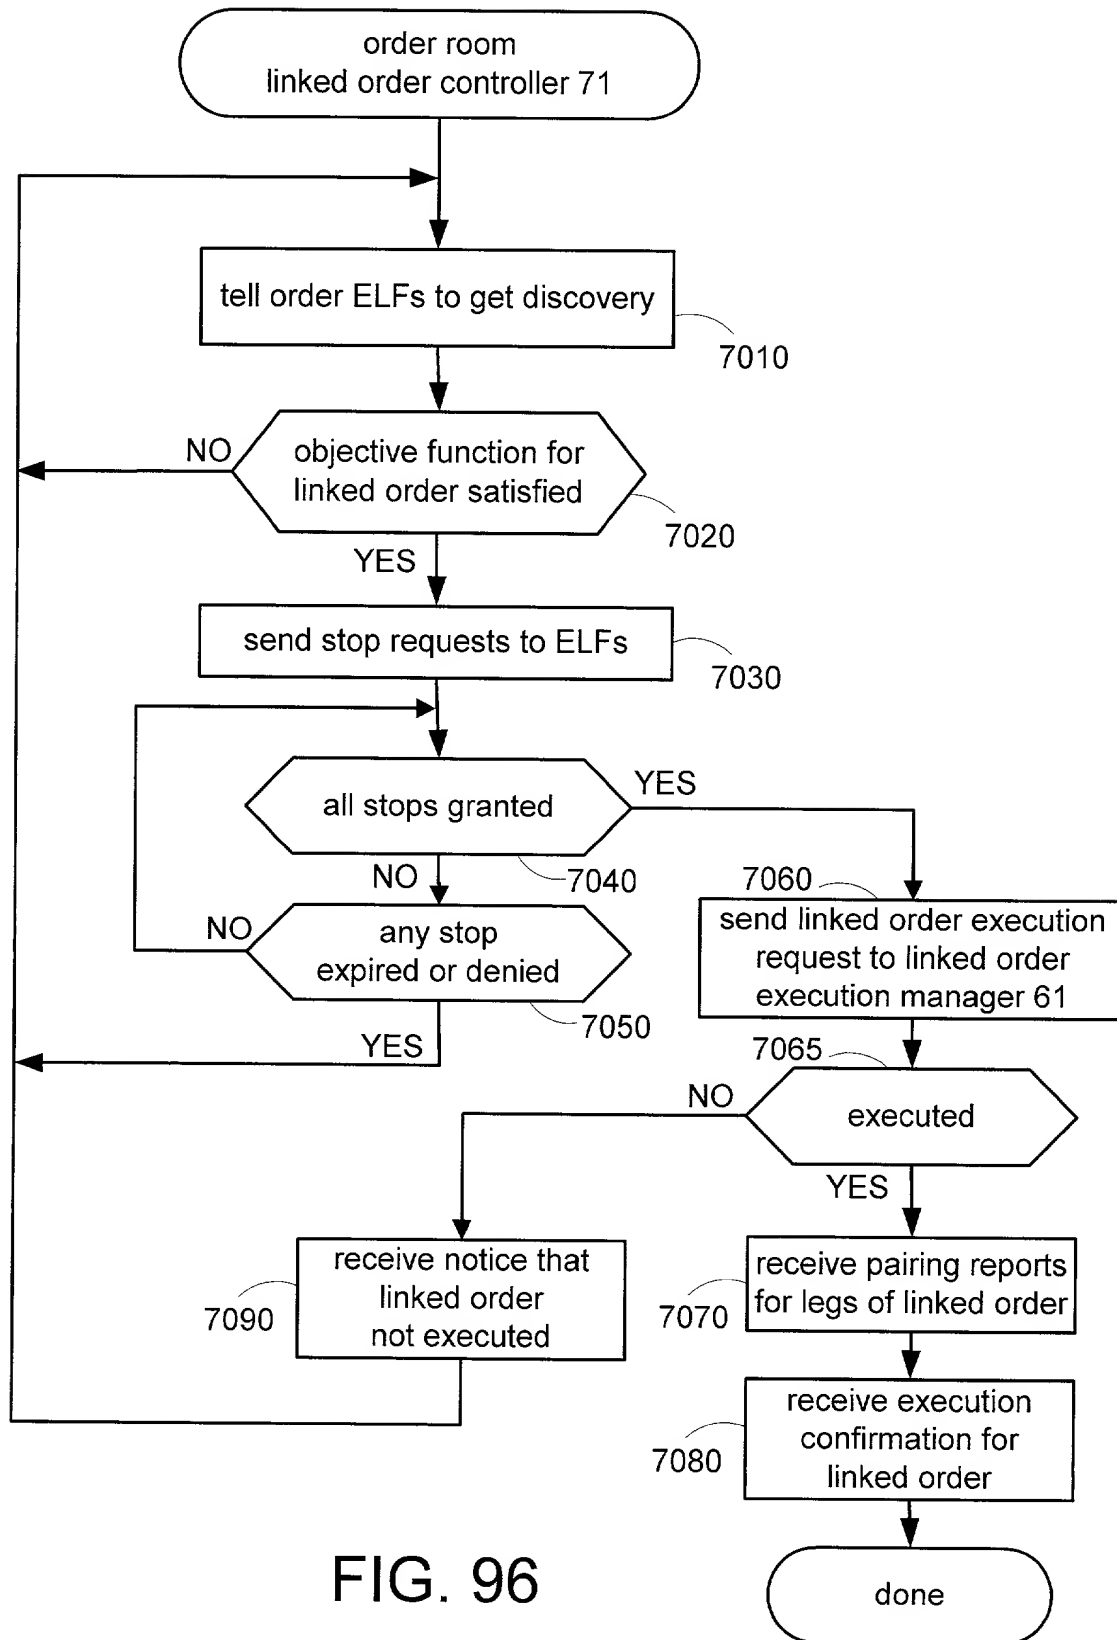 order room
linked order controller 71
tell order ELFs to get discovery
7010
NO
objective function for
linked order satisfied
7020
YES
send stop requests to ELFs
7030
all stops granted
YES
7040
NO
7060
send linked order execution
request to linked order
execution manager 61
NO
any stop
expired or denied
7050
YES
7065
NO
executed
YES
receive notice that
linked order
not executed
7090
receive pairing reports
for legs of linked order
7070
receive execution
confirmation for
linked order
7080
FIG. 96
done